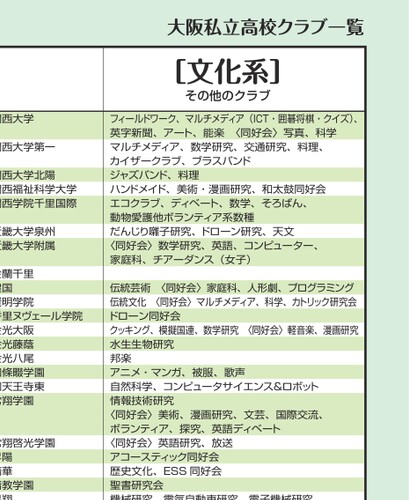 大阪私立高校クラブ一覧
［文化系］
その他のクラブ
西大学 フィールドワーク、マルチメディア（ICT・囲碁将棋・クイズ）、
英字新聞、アート、能楽 〈同好会〉写真、科学
西大学第一 マルチメディア、数学研究、交通研究、料理、
カイザークラブ、ブラスバンド
西大学北陽 ジャズバンド、料理
西福祉科学大学 ハンドメイド、美術・漫画研究、和太鼓同好会
西学院千里国際 エコクラブ、ディベート、数学、そろばん、
動物愛護他ボランティア系数種
畿大学泉州 だんじり囃子研究、ドローン研究、天文
畿大学附属 〈同好会〉数学研究、英語、コンピューター、
家庭科、チアーダンス（女子）
蘭千里
国 伝統芸術 〈同好会〉家庭科、人形劇、プログラミング
明学院 伝統文化 〈同好会〉マルチメディア、科学、カトリック研究会
里ヌヴェール学院 ドローン同好会
光大阪 クッキング、模擬国連、数学研究 〈同好会〉軽音楽、漫画研究
光藤蔭 水生生物研究
光八尾 邦楽
條畷学園 アニメ・マンガ、被服、歌声
天王寺東 自然科学、コンピュータサイエンス&ロボット
翔学園 情報技術研究
〈同好会〉美術、漫画研究、文芸、国際交流、
ボランティア、探究、英語ディベート
翔啓光学園 〈同好会〉英語研究、放送
陽 アコースティック同好会
華 歴史文化、ESS 同好会
教学園 聖書研究会
翔 機械研究、電気自動車研究、電子機械研究